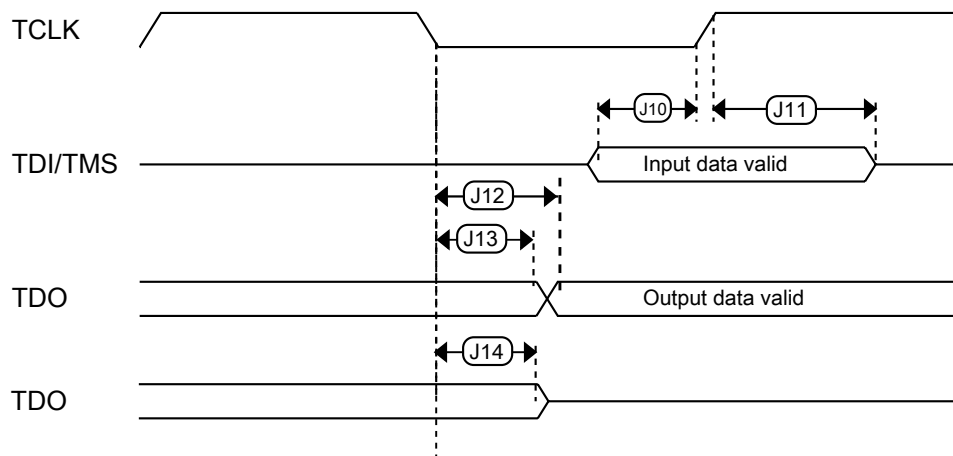 TCLK
J10
J11
TDI/TMS
Input data valid
J12
J13
TDO
Output data valid
J14
TDO